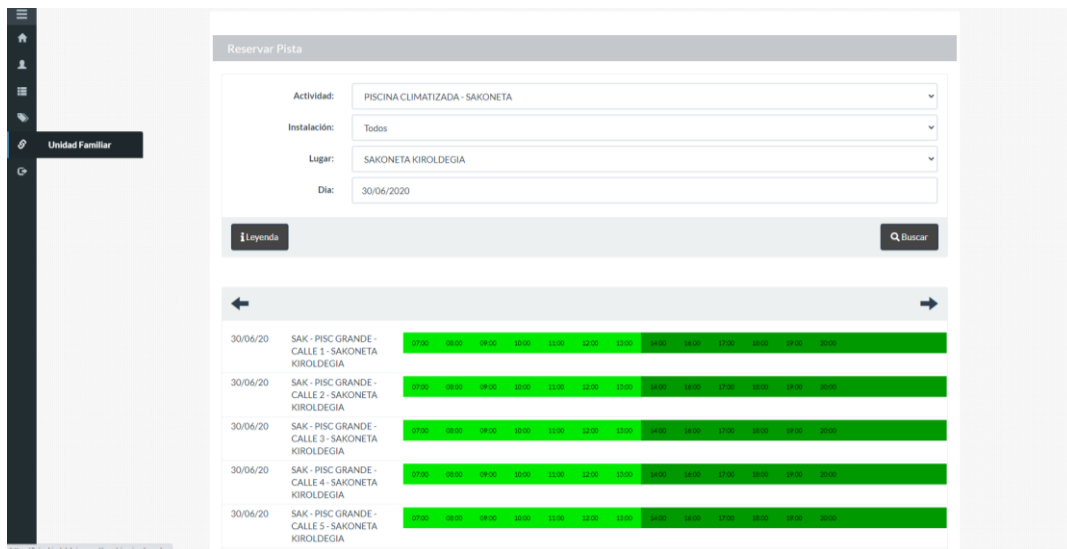 Reservar Pista
Actividad: PISCINA CLIMATIZADA - SAKONETA
Instalación: Todos
Unidad Familiar
Lugar: SAKONETA KIROLDEGIA
Dia: 30/06/2020
i Leyenda Buscar
30/06/20 SAK - PISC GRANDE - 07:00 08:00 09:00 10:00 11:00 12:00 13:00 14:00 16:00 17:00 18:00 19:00 20:00
CALLE 1 - SAKONETA
KIROLDEGIA
30/06/20 SAK - PISC GRANDE - 07:00 08:00 09:00 10:00 11:00 12:00 13:00 14:00 16:00 17:00 18:00 19:00 20:00
CALLE 2 - SAKONETA
KIROLDEGIA
30/06/20 SAK - PISC GRANDE - 07:00 08:00 09:00 10:00 11:00 12:00 13:00 14:00 16:00 17:00 18:00 19:00 20:00
CALLE 3 - SAKONETA
KIROLDEGIA
30/06/20 SAK - PISC GRANDE - 07:00 08:00 09:00 10:00 11:00 12:00 13:00 14:00 16:00 17:00 18:00 19:00 20:00
CALLE 4 - SAKONETA
KIROLDEGIA
30/06/20 SAK - PISC GRANDE - 07:00 08:00 09:00 10:00 11:00 12:00 13:00 14:00 16:00 17:00 18:00 19:00 20:00
CALLE 5 - SAKONETA
KIROLDEGIA